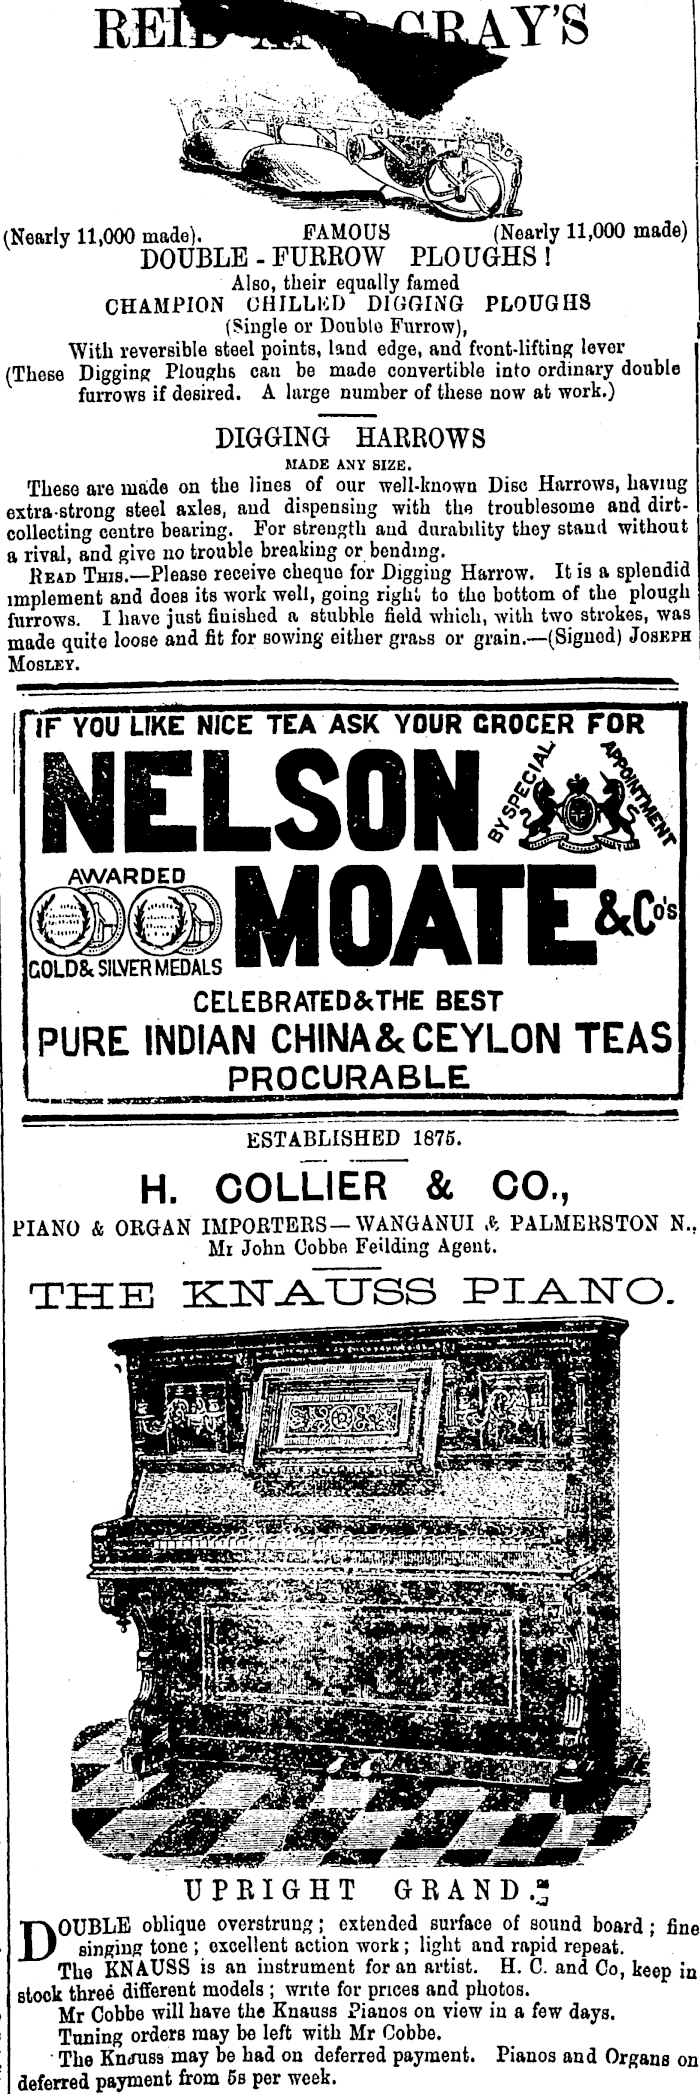 REID AND GRAY'S
(Nearly 11,000 made). FAMOUS (Nearly 11,000 made)
DOUBLE - FURROW PLOUGHS!
Also, their equally famed
CHAMPION CHILLED DIGGING PLOUGHS
(Single or Double Furrow),
With reversible steel points, land edge, and front-lifting lever
(These Digging Ploughs can be made convertible into ordinary double
furrows if desired. A large number of these now at work.)
DIGGING HARROWS
MADE ANY SIZE.
These are made on the lines of our well-known Disc Harrows, having
extra-strong steel axles, and dispensing with the troublesome and dirt-
collecting centre bearing. For strength and durability they stand without
a rival, and give no trouble breaking or bending.
READ THIS.—Please receive cheque for Digging Harrow. It is a splendid
implement and does its work well, going right to the bottom of the plough
furrows. I have just finished a stubble field which, with two strokes, was
made quite loose and fit for sowing either grass or grain.—(Signed) JOSEPH
MOSLEY.
IF YOU LIKE NICE TEA ASK YOUR GROCER FOR
NELSON
BY SPECIAL APPOINTMENT
AWARDED
GOLD & SILVER MEDALS
MOATE & Co's
CELEBRATED & THE BEST
PURE INDIAN CHINA & CEYLON TEAS
PROCURABLE
ESTABLISHED 1875.
H. COLLIER & CO.,
PIANO & ORGAN IMPORTERS—WANGANUI & PALMERSTON N.,
Mr John Cobbe Feilding Agent.
THE KNAUSS PIANO.
UPRIGHT GRAND.
DOUBLE oblique overstrung; extended surface of sound board; fine
singing tone; excellent action work; light and rapid repeat.
The KNAUSS is an instrument for an artist. H. C. and Co, keep in
stock three different models; write for prices and photos.
Mr Cobbe will have the Knauss Pianos on view in a few days.
Tuning orders may be left with Mr Cobbe.
The Knauss may be had on deferred payment. Pianos and Organs on
deferred payment from 5s per week.